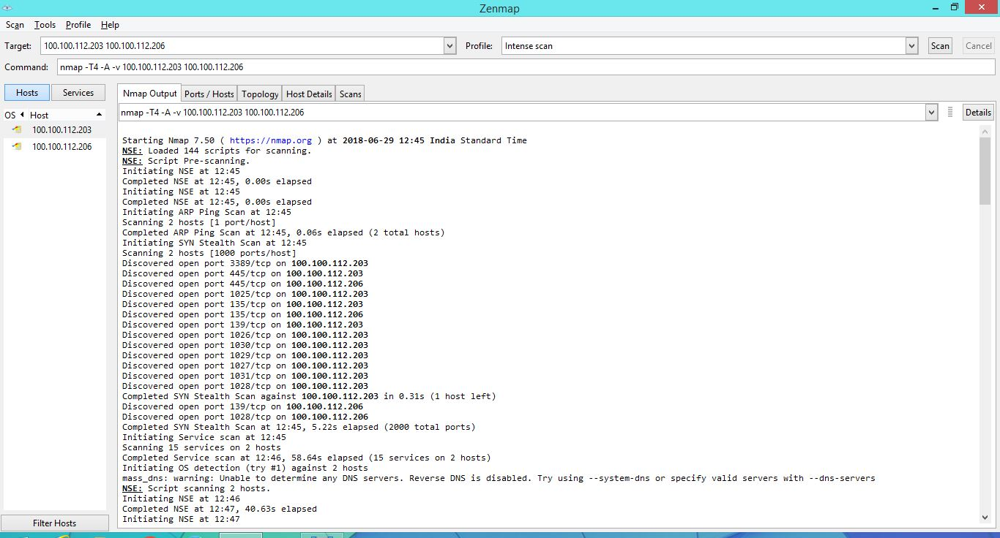 Zenmap
Scan Tools Profile Help
Target: 100.100.112.203 100.100.112.206 Profile: Intense scan Scan Cancel
Command: nmap -T4 -A -v 100.100.112.203 100.100.112.206
Hosts Services Nmap Output Ports / Hosts Topology Host Details Scans
OS Host nmap -T4 -A -v 100.100.112.203 100.100.112.206 Details
100.100.112.203
100.100.112.206
Starting Nmap 7.50 ( https://nmap.org ) at 2018-06-29 12:45 India Standard Time
NSE: Loaded 144 scripts for scanning.
NSE: Script Pre-scanning.
Initiating NSE at 12:45
Completed NSE at 12:45, 0.00s elapsed
Initiating NSE at 12:45
Completed NSE at 12:45, 0.00s elapsed
Initiating ARP Ping Scan at 12:45
Scanning 2 hosts [1 port/host]
Completed ARP Ping Scan at 12:45, 0.06s elapsed (2 total hosts)
Initiating SYN Stealth Scan at 12:45
Scanning 2 hosts [1000 ports/host]
Discovered open port 3389/tcp on 100.100.112.203
Discovered open port 445/tcp on 100.100.112.203
Discovered open port 445/tcp on 100.100.112.206
Discovered open port 1025/tcp on 100.100.112.203
Discovered open port 135/tcp on 100.100.112.203
Discovered open port 135/tcp on 100.100.112.206
Discovered open port 139/tcp on 100.100.112.203
Discovered open port 1026/tcp on 100.100.112.203
Discovered open port 1030/tcp on 100.100.112.203
Discovered open port 1029/tcp on 100.100.112.203
Discovered open port 1027/tcp on 100.100.112.203
Discovered open port 1031/tcp on 100.100.112.203
Discovered open port 1028/tcp on 100.100.112.203
Completed SYN Stealth Scan against 100.100.112.203 in 0.31s (1 host left)
Discovered open port 139/tcp on 100.100.112.206
Discovered open port 1028/tcp on 100.100.112.206
Completed SYN Stealth Scan at 12:45, 5.22s elapsed (2000 total ports)
Initiating Service scan at 12:45
Scanning 15 services on 2 hosts
Completed Service scan at 12:46, 58.64s elapsed (15 services on 2 hosts)
Initiating OS detection (try #1) against 2 hosts
mass_dns: warning: Unable to determine any DNS servers. Reverse DNS is disabled. Try using --system-dns or specify valid servers with --dns-servers
NSE: Script scanning 2 hosts.
Initiating NSE at 12:46
Completed NSE at 12:47, 40.63s elapsed
Initiating NSE at 12:47
Filter Hosts